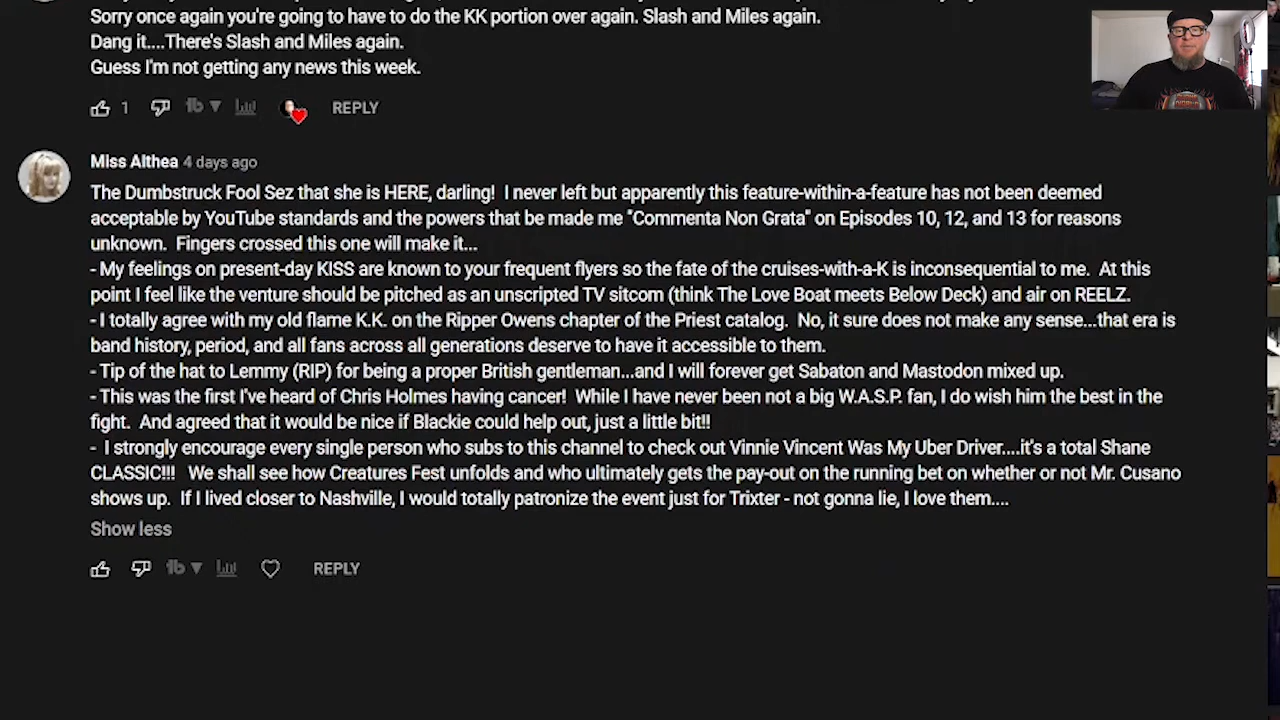 Sorry once again you're going to have to do the KK portion over again. Slash and Miles again.
Dang it....There's Slash and Miles again.
Guess I'm not getting any news this week.
1
REPLY
Miss Althea 4 days ago
The Dumbstruck Fool Sez that she is HERE, darling!  I never left but apparently this feature-within-a-feature has not been deemed
acceptable by YouTube standards and the powers that be made me "Commenta Non Grata" on Episodes 10, 12, and 13 for reasons
unknown.  Fingers crossed this one will make it...
- My feelings on present-day KISS are known to your frequent flyers so the fate of the cruises-with-a-K is inconsequential to me.  At this
point I feel like the venture should be pitched as an unscripted TV sitcom (think The Love Boat meets Below Deck) and air on REELZ.
- I totally agree with my old flame K.K. on the Ripper Owens chapter of the Priest catalog.  No, it sure does not make any sense...that era is
band history, period, and all fans across all generations deserve to have it accessible to them.
- Tip of the hat to Lemmy (RIP) for being a proper British gentleman...and I will forever get Sabaton and Mastodon mixed up.
- This was the first I've heard of Chris Holmes having cancer!  While I have never been not a big W.A.S.P. fan, I do wish him the best in the
fight.  And agreed that it would be nice if Blackie could help out, just a little bit!!
-  I strongly encourage every single person who subs to this channel to check out Vinnie Vincent Was My Uber Driver....it's a total Shane
CLASSIC!!!   We shall see how Creatures Fest unfolds and who ultimately gets the pay-out on the running bet on whether or not Mr. Cusano
shows up.  If I lived closer to Nashville, I would totally patronize the event just for Trixter - not gonna lie, I love them....
Show less
REPLY